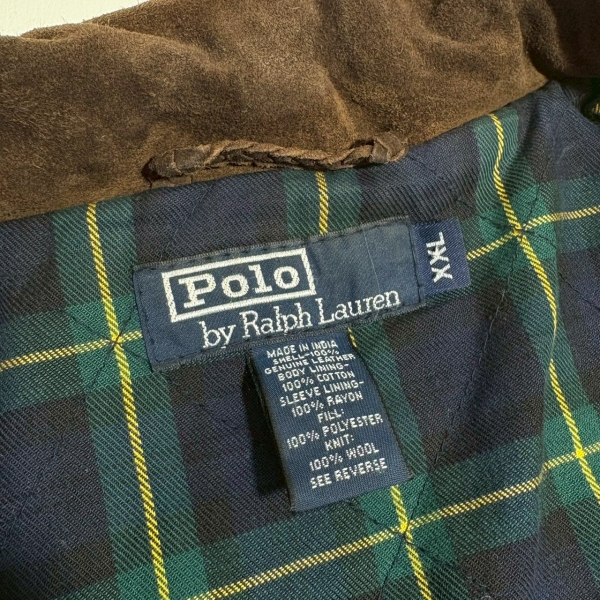 Polo
by Ralph Lauren
XXL
MADE IN INDIA
SHELL-100%
GENUINE LEATHER
BODY LINING-
100% COTTON
SLEEVE LINING-
100% RAYON
FILL:
100% POLYESTER
KNIT:
100% WOOL
SEE REVERSE